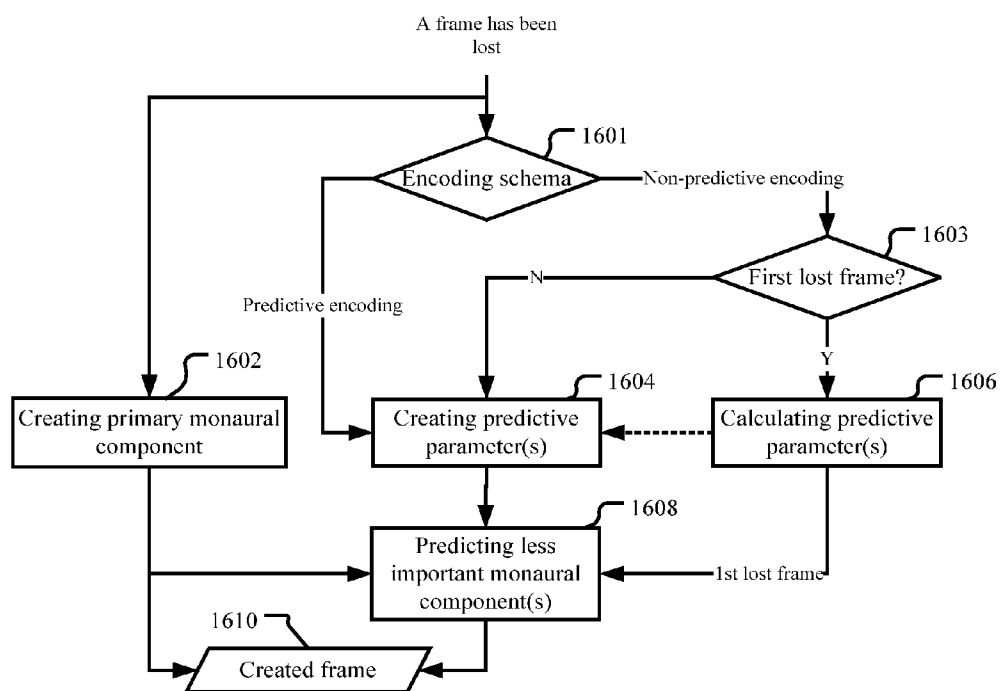 A frame has been
lost
1601
Encoding schema
Non-predictive encoding
1603
First lost frame?
N
Predictive encoding
Y
1602
1604
1606
Creating primary monaural
component
Creating predictive
parameter(s)
Calculating predictive
parameter(s)
1608
Predicting less
important monaural
component(s)
1st lost frame
1610
Created frame